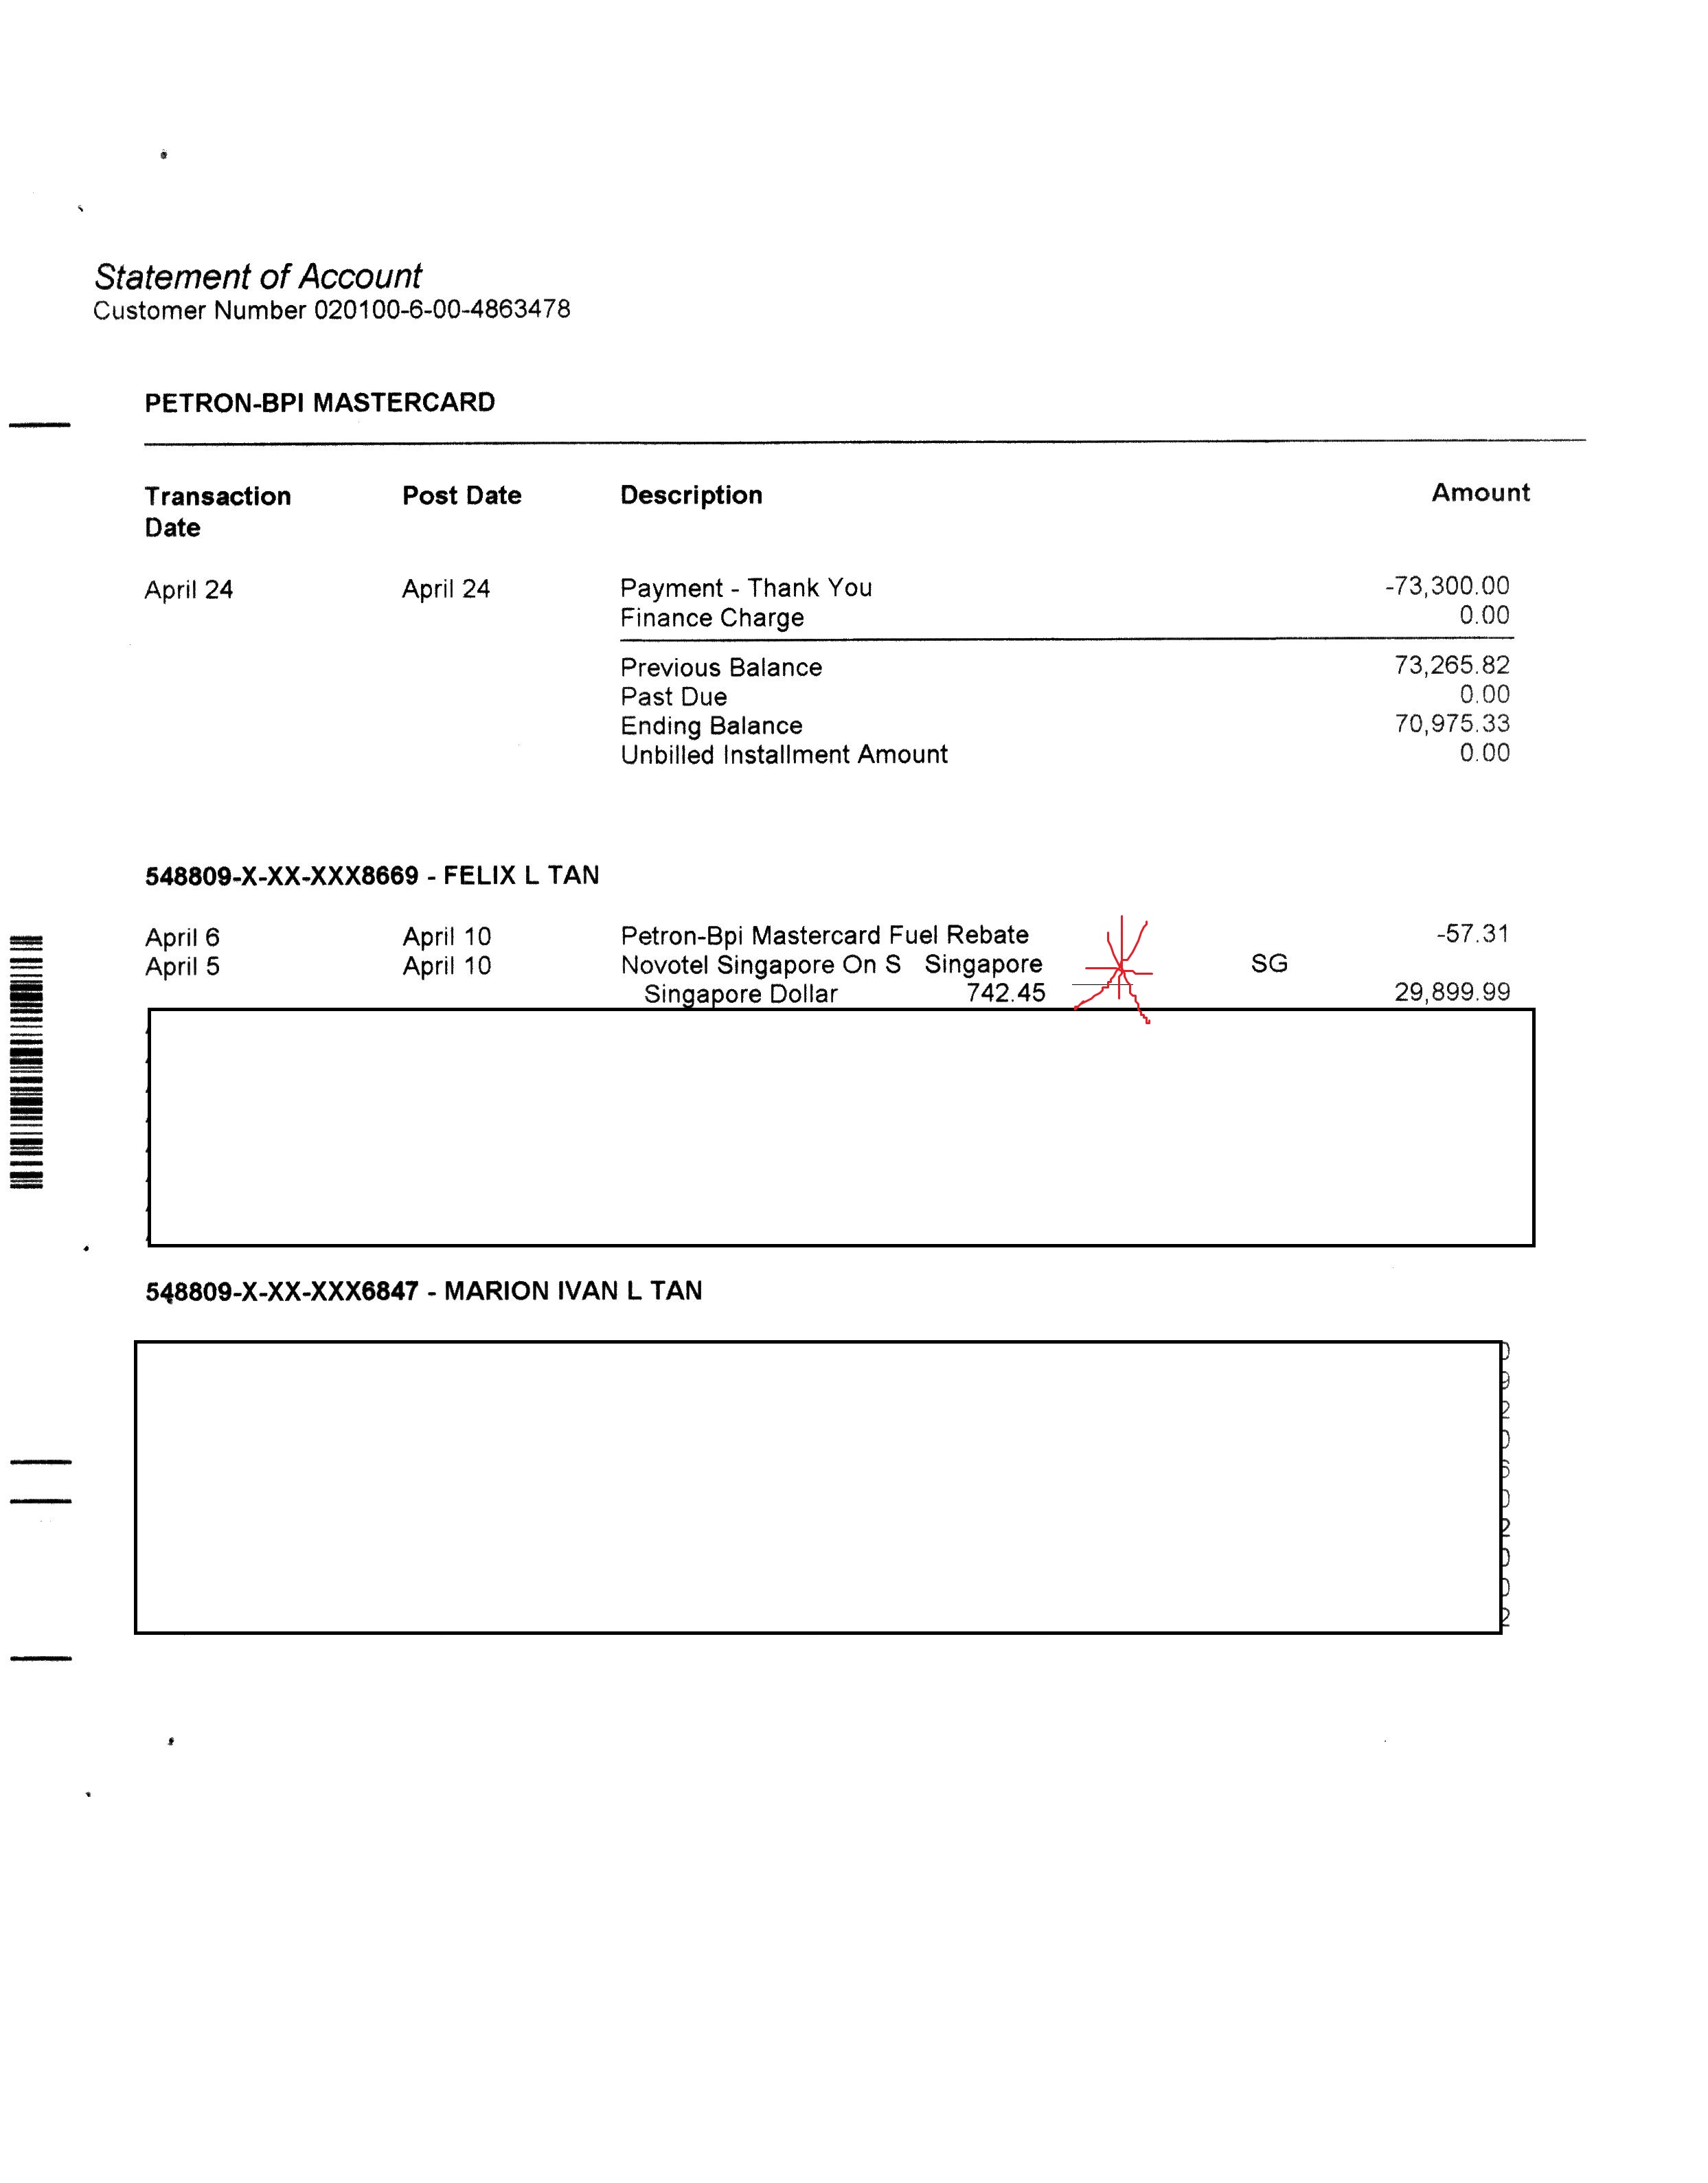 Statement of Account
Customer Number 020100-6-00-4863478
PETRON-BPI MASTERCARD
Transaction Date Post Date Description Amount
April 24 April 24 Payment - Thank You -73,300.00
Finance Charge 0.00
Previous Balance 73,265.82
Past Due 0.00
Ending Balance 70,975.33
Unbilled Installment Amount 0.00
548809-X-XX-XXX8669 - FELIX L TAN
April 6 April 10 Petron-Bpi Mastercard Fuel Rebate -57.31
April 5 April 10 Novotel Singapore On S Singapore SG
Singapore Dollar 742.45 29,899.99
548809-X-XX-XXX6847 - MARION IVAN L TAN